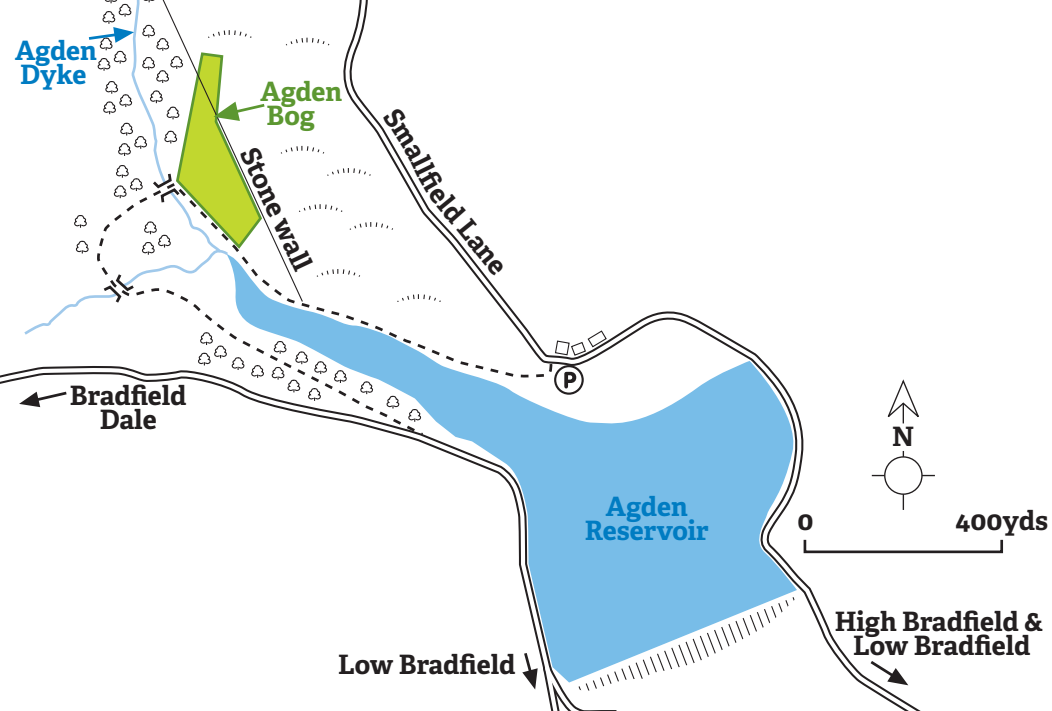 Agden
Dyke
Agden
Bog
Stone wall
Smallfield Lane
P
Bradfield
Dale
N
0 400yds
Agden
Reservoir
High Bradfield &
Low Bradfield
Low Bradfield